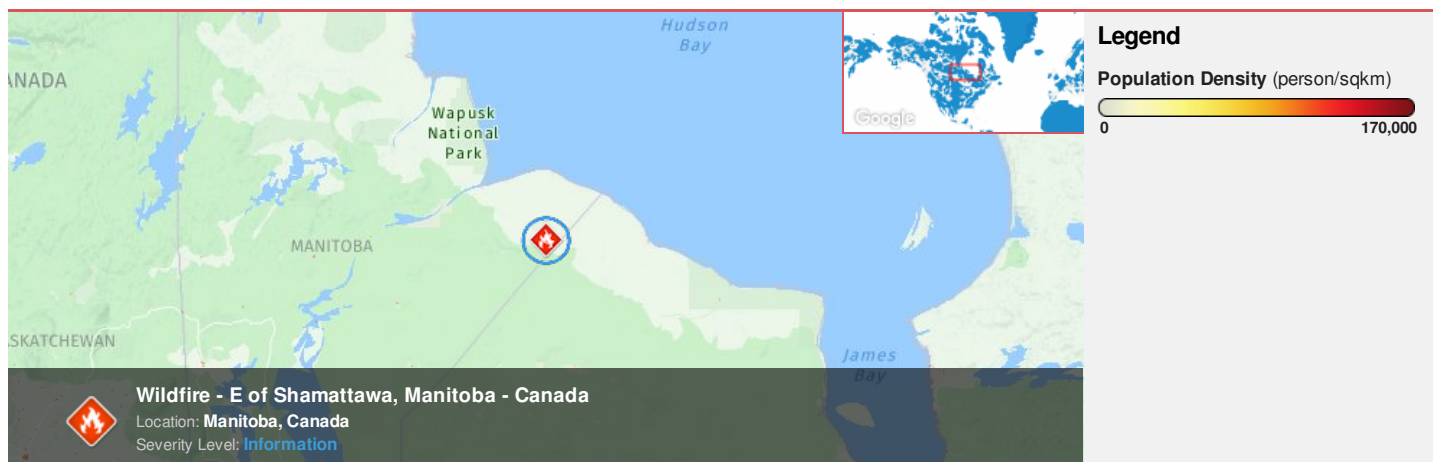 Hudson
Bay
ANADA
Wapusk
National
Park
MANITOBA
SKATCHEWAN
James
Bay
Google
Wildfire - E of Shamattawa, Manitoba - Canada
Location: Manitoba, Canada
Severity Level: Information
Legend
Population Density (person/sqkm)
0 170,000